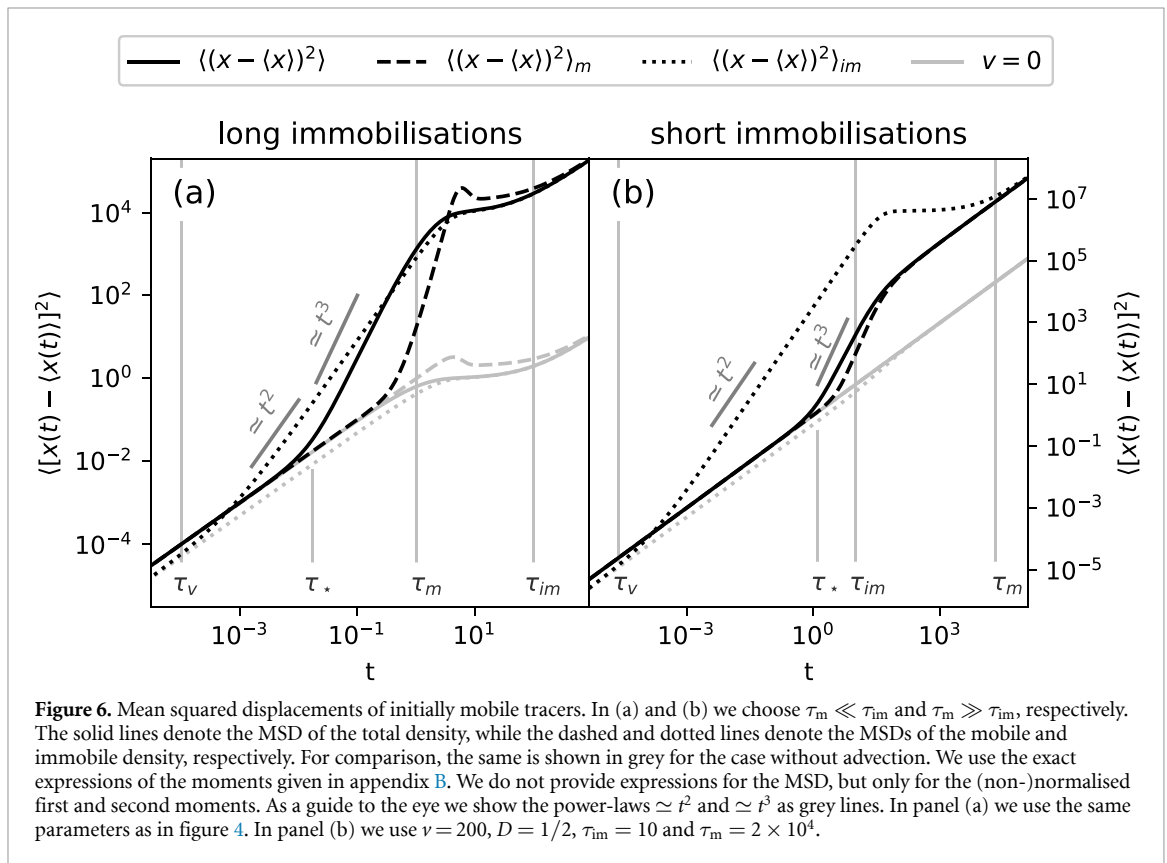 ⟨(x − ⟨x⟩)²⟩ ⟨(x − ⟨x⟩)²⟩ₘ ⟨(x − ⟨x⟩)²⟩ᵢₘ v = 0
long immobilisations short immobilisations
(a) (b)
10⁴
10²
10⁰
10⁻²
10⁻⁴
⟨[x(t) − ⟨x(t)⟩]²⟩
≃ t²
≃ t³
τᵥ τ⋆ τₘ τᵢₘ
10⁻³ 10⁻¹ 10¹
t
≃ t²
≃ t³
τᵥ τ⋆ τᵢₘ τₘ
10⁻³ 10⁰ 10³
t
10⁷
10⁵
10³
10¹
10⁻¹
10⁻³
10⁻⁵
⟨[x(t) − ⟨x(t)⟩]²⟩
Figure 6. Mean squared displacements of initially mobile tracers. In (a) and (b) we choose τₘ ≪ τᵢₘ and τₘ ≫ τᵢₘ, respectively.
The solid lines denote the MSD of the total density, while the dashed and dotted lines denote the MSDs of the mobile and
immobile density, respectively. For comparison, the same is shown in grey for the case without advection. We use the exact
expressions of the moments given in appendix B. We do not provide expressions for the MSD, but only for the (non-)normalised
first and second moments. As a guide to the eye we show the power-laws ≃ t² and ≃ t³ as grey lines. In panel (a) we use the same
parameters as in figure 4. In panel (b) we use v = 200, D = 1/2, τᵢₘ = 10 and τₘ = 2 × 10⁴.